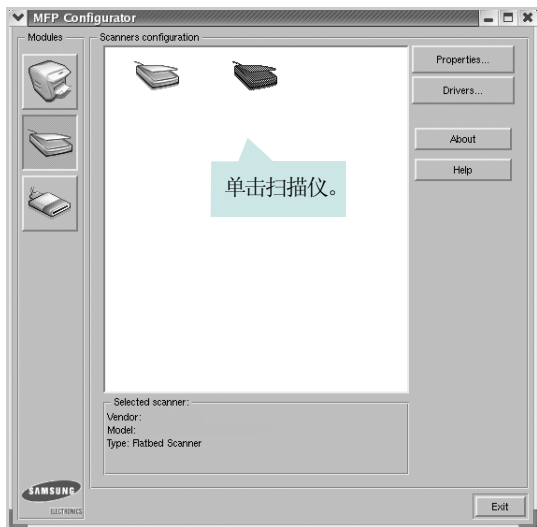 MFP Configurator
Modules
Scanners configuration
Properties...
Drivers...
About
Help
单击扫描仪。
Selected scanner:
Vendor:
Model:
Type: Flatbed Scanner
SAMSUNG
ELECTRONICS
Exit